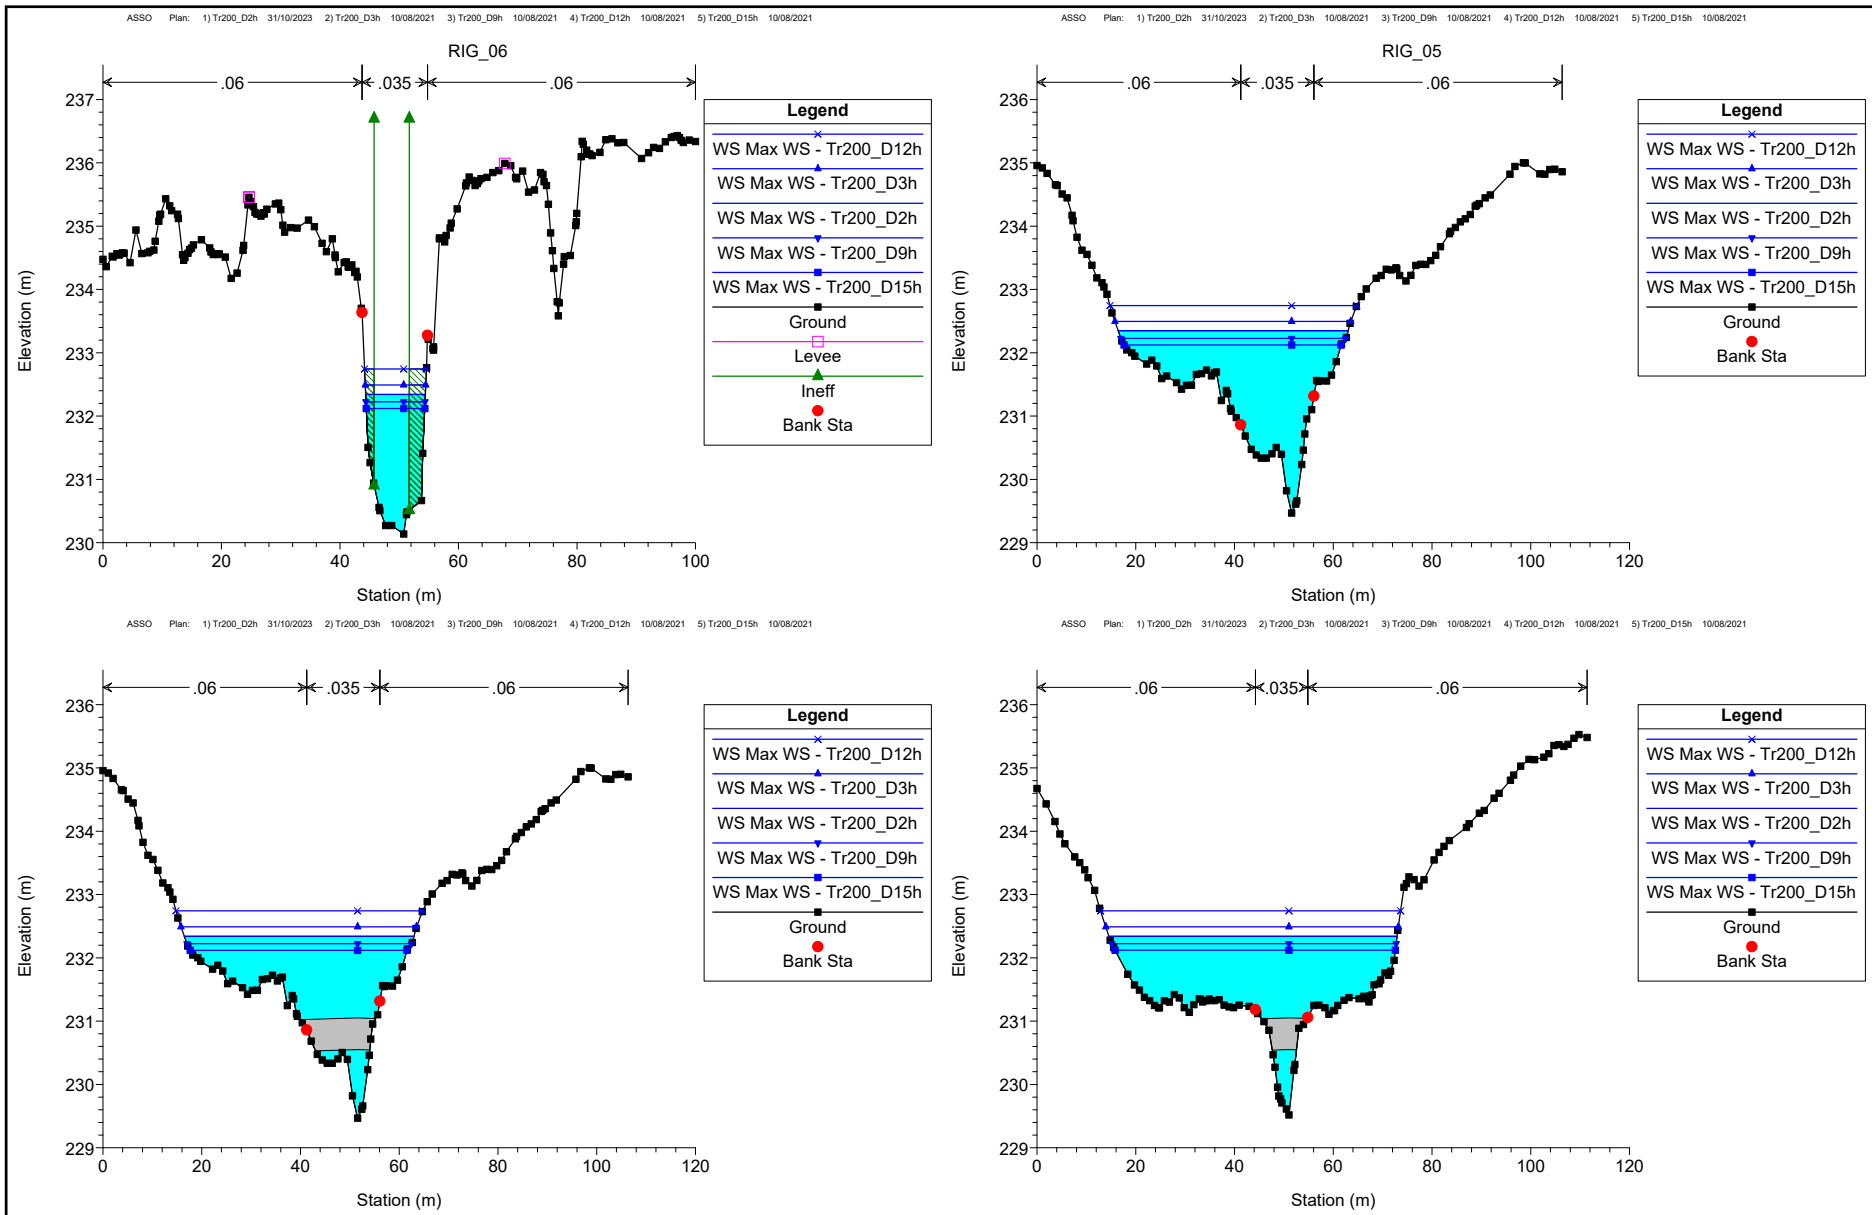 ASSO Plan: 1) Tr200_D2h 31/10/2023 2) Tr200_D3h 10/08/2021 3) Tr200_D9h 10/08/2021 4) Tr200_D12h 10/08/2021 5) Tr200_D15h 10/08/2021
RIG_06
.06 .035 .06
237
236
235
234
233
232
231
230
Elevation (m)
0 20 40 60 80 100
Station (m)
Legend
WS Max WS - Tr200_D12h
WS Max WS - Tr200_D3h
WS Max WS - Tr200_D2h
WS Max WS - Tr200_D9h
WS Max WS - Tr200_D15h
Ground
Levee
Ineff
Bank Sta
ASSO Plan: 1) Tr200_D2h 31/10/2023 2) Tr200_D3h 10/08/2021 3) Tr200_D9h 10/08/2021 4) Tr200_D12h 10/08/2021 5) Tr200_D15h 10/08/2021
RIG_05
.06 .035 .06
236
235
234
233
232
231
230
229
Elevation (m)
0 20 40 60 80 100 120
Station (m)
Legend
WS Max WS - Tr200_D12h
WS Max WS - Tr200_D3h
WS Max WS - Tr200_D2h
WS Max WS - Tr200_D9h
WS Max WS - Tr200_D15h
Ground
Bank Sta
ASSO Plan: 1) Tr200_D2h 31/10/2023 2) Tr200_D3h 10/08/2021 3) Tr200_D9h 10/08/2021 4) Tr200_D12h 10/08/2021 5) Tr200_D15h 10/08/2021
.06 .035 .06
236
235
234
233
232
231
230
229
Elevation (m)
0 20 40 60 80 100 120
Station (m)
Legend
WS Max WS - Tr200_D12h
WS Max WS - Tr200_D3h
WS Max WS - Tr200_D2h
WS Max WS - Tr200_D9h
WS Max WS - Tr200_D15h
Ground
Bank Sta
ASSO Plan: 1) Tr200_D2h 31/10/2023 2) Tr200_D3h 10/08/2021 3) Tr200_D9h 10/08/2021 4) Tr200_D12h 10/08/2021 5) Tr200_D15h 10/08/2021
.06 .035 .06
236
235
234
233
232
231
230
229
Elevation (m)
0 20 40 60 80 100 120
Station (m)
Legend
WS Max WS - Tr200_D12h
WS Max WS - Tr200_D3h
WS Max WS - Tr200_D2h
WS Max WS - Tr200_D9h
WS Max WS - Tr200_D15h
Ground
Bank Sta